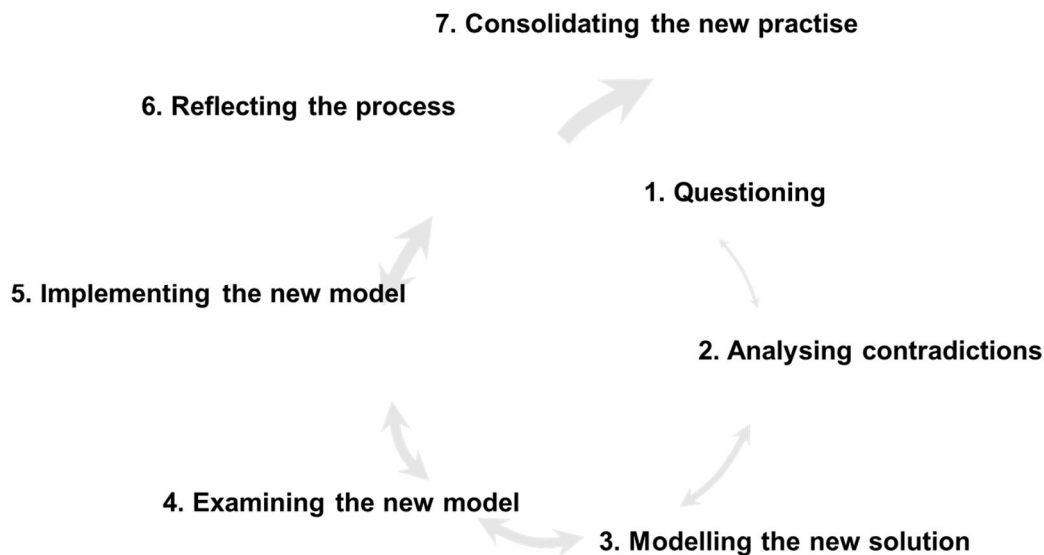 7. Consolidating the new practise
6. Reflecting the process
1. Questioning
5. Implementing the new model
2. Analysing contradictions
4. Examining the new model
3. Modelling the new solution